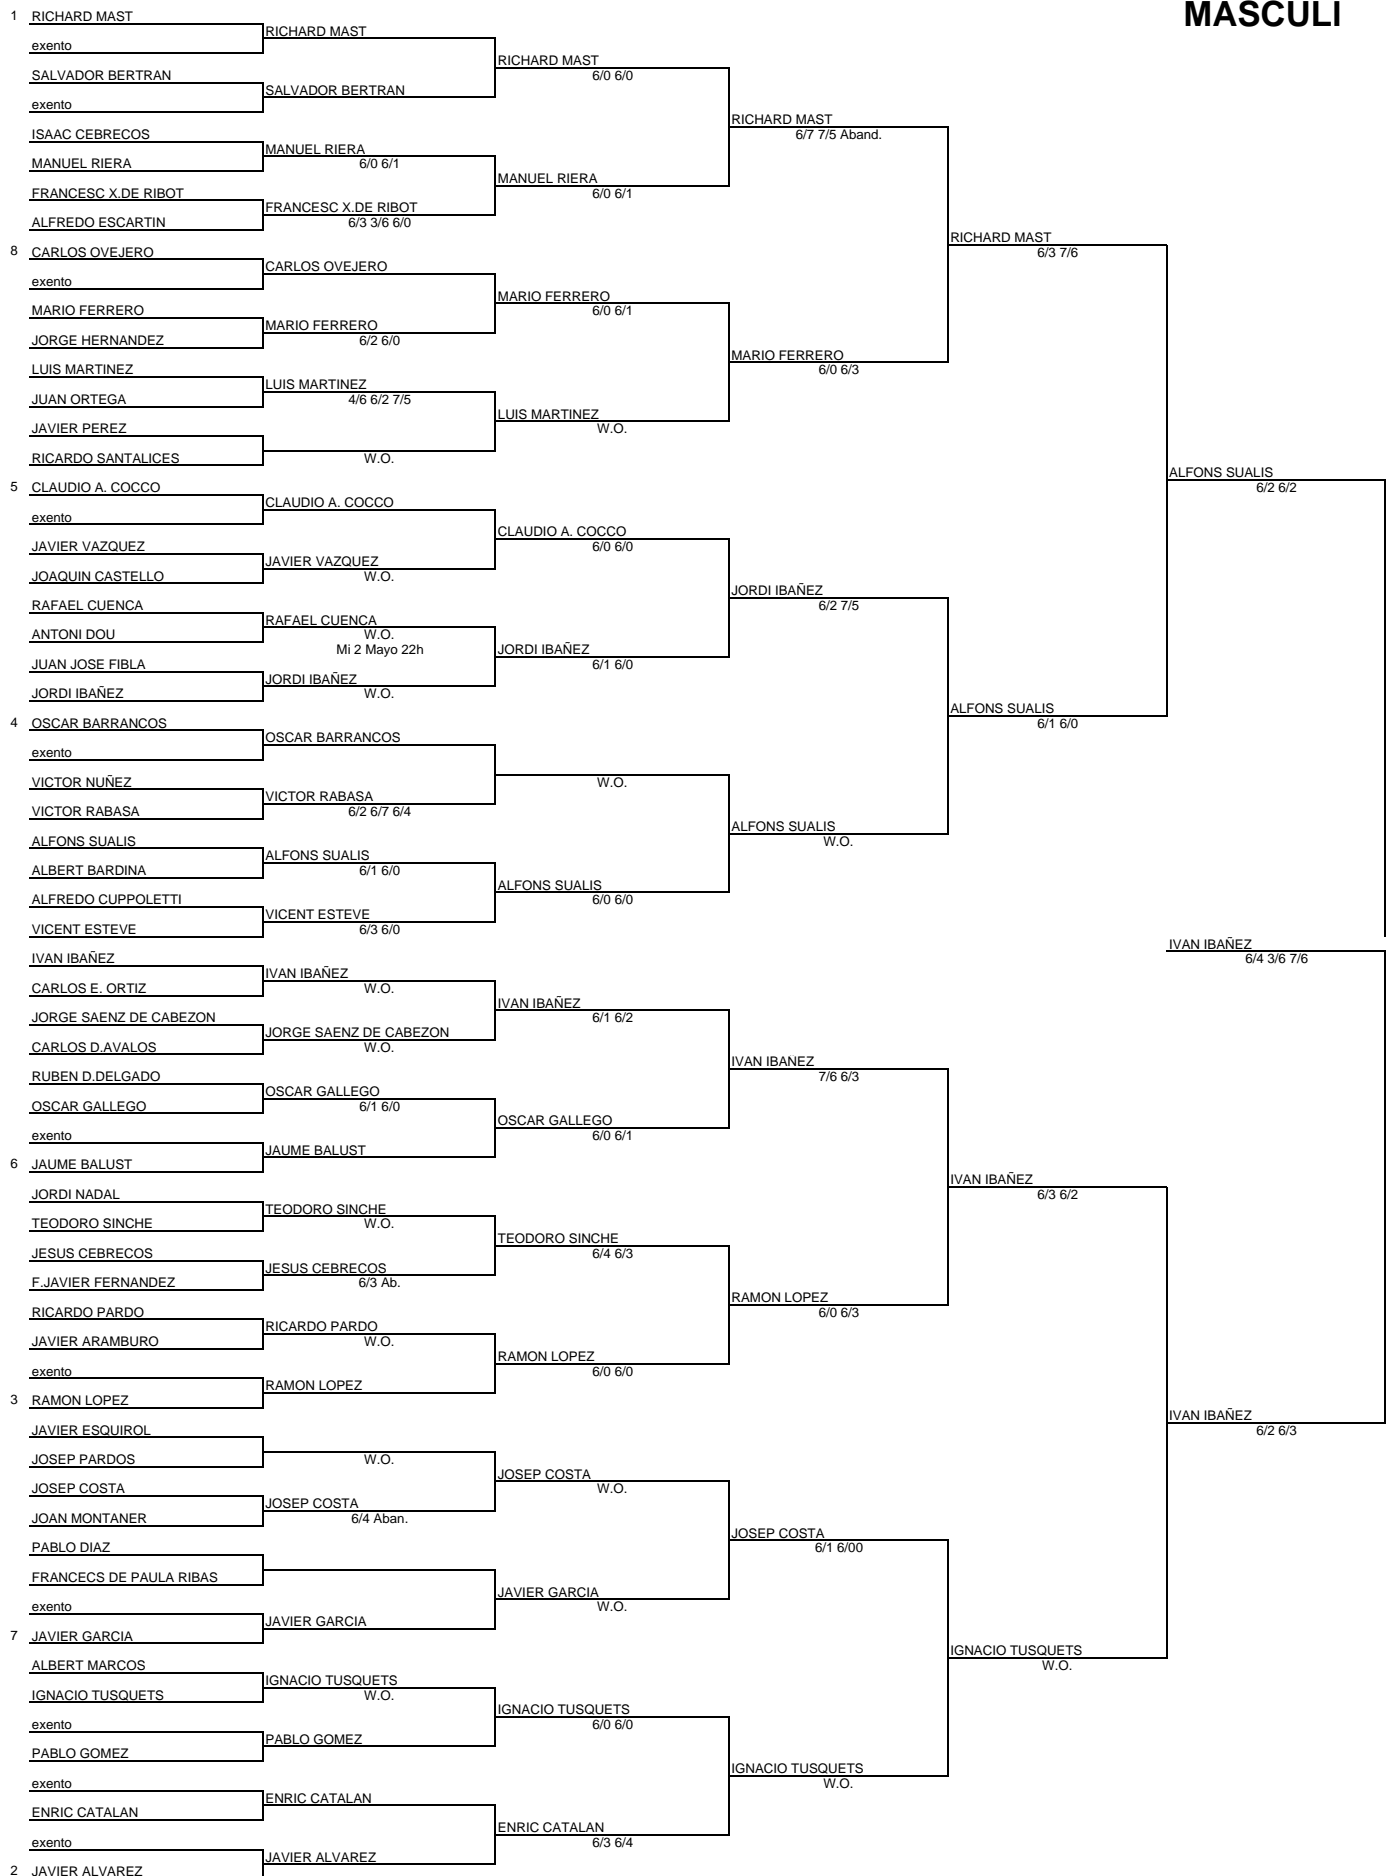 MASCULI
1 RICHARD MAST
exento
SALVADOR BERTRAN
exento
ISAAC CEBRECOS
MANUEL RIERA
FRANCESC X.DE RIBOT
ALFREDO ESCARTIN
8 CARLOS OVEJERO
exento
MARIO FERRERO
JORGE HERNANDEZ
LUIS MARTINEZ
JUAN ORTEGA
JAVIER PEREZ
RICARDO SANTALICES
5 CLAUDIO A. COCCO
exento
JAVIER VAZQUEZ
JOAQUIN CASTELLO
RAFAEL CUENCA
ANTONI DOU
JUAN JOSE FIBLA
JORDI IBAÑEZ
4 OSCAR BARRANCOS
exento
VICTOR NUÑEZ
VICTOR RABASA
ALFONS SUALIS
ALBERT BARDINA
ALFREDO CUPPOLETTI
VICENT ESTEVE
IVAN IBAÑEZ
CARLOS E. ORTIZ
JORGE SAENZ DE CABEZON
CARLOS D.AVALOS
RUBEN D.DELGADO
OSCAR GALLEGO
exento
6 JAUME BALUST
JORDI NADAL
TEODORO SINCHE
JESUS CEBRECOS
F.JAVIER FERNANDEZ
RICARDO PARDO
JAVIER ARAMBURO
exento
3 RAMON LOPEZ
JAVIER ESQUIROL
JOSEP PARDOS
JOSEP COSTA
JOAN MONTANER
PABLO DIAZ
FRANCECS DE PAULA RIBAS
exento
7 JAVIER GARCIA
ALBERT MARCOS
IGNACIO TUSQUETS
exento
PABLO GOMEZ
exento
ENRIC CATALAN
exento
2 JAVIER ALVAREZ
RICHARD MAST
SALVADOR BERTRAN
MANUEL RIERA
6/0 6/1
FRANCESC X.DE RIBOT
6/3 3/6 6/0
CARLOS OVEJERO
MARIO FERRERO
6/2 6/0
LUIS MARTINEZ
4/6 6/2 7/5
W.O.
CLAUDIO A. COCCO
JAVIER VAZQUEZ
W.O.
RAFAEL CUENCA
W.O.
Mi 2 Mayo 22h
JORDI IBAÑEZ
W.O.
OSCAR BARRANCOS
VICTOR RABASA
6/2 6/7 6/4
ALFONS SUALIS
6/1 6/0
VICENT ESTEVE
6/3 6/0
IVAN IBAÑEZ
W.O.
JORGE SAENZ DE CABEZON
W.O.
OSCAR GALLEGO
6/1 6/0
JAUME BALUST
TEODORO SINCHE
W.O.
JESUS CEBRECOS
6/3 Ab.
RICARDO PARDO
W.O.
RAMON LOPEZ
W.O.
JOSEP COSTA
6/4 Aban.
JAVIER GARCIA
IGNACIO TUSQUETS
W.O.
PABLO GOMEZ
ENRIC CATALAN
JAVIER ALVAREZ
RICHARD MAST
6/0 6/0
MANUEL RIERA
6/0 6/1
MARIO FERRERO
6/0 6/1
LUIS MARTINEZ
W.O.
CLAUDIO A. COCCO
6/0 6/0
JORDI IBAÑEZ
6/1 6/0
W.O.
ALFONS SUALIS
6/0 6/0
IVAN IBAÑEZ
6/1 6/2
OSCAR GALLEGO
6/0 6/1
TEODORO SINCHE
6/4 6/3
RAMON LOPEZ
6/0 6/0
JOSEP COSTA
W.O.
JAVIER GARCIA
W.O.
IGNACIO TUSQUETS
6/0 6/0
ENRIC CATALAN
6/3 6/4
RICHARD MAST
6/7 7/5 Aband.
MARIO FERRERO
6/0 6/3
JORDI IBAÑEZ
6/2 7/5
ALFONS SUALIS
W.O.
IVAN IBAÑEZ
7/6 6/3
RAMON LOPEZ
6/0 6/3
JOSEP COSTA
6/1 6/00
IGNACIO TUSQUETS
W.O.
RICHARD MAST
6/3 7/6
ALFONS SUALIS
6/1 6/0
IVAN IBAÑEZ
6/3 6/2
IGNACIO TUSQUETS
W.O.
ALFONS SUALIS
6/2 6/2
IVAN IBAÑEZ
6/4 3/6 7/6
IVAN IBAÑEZ
6/2 6/3